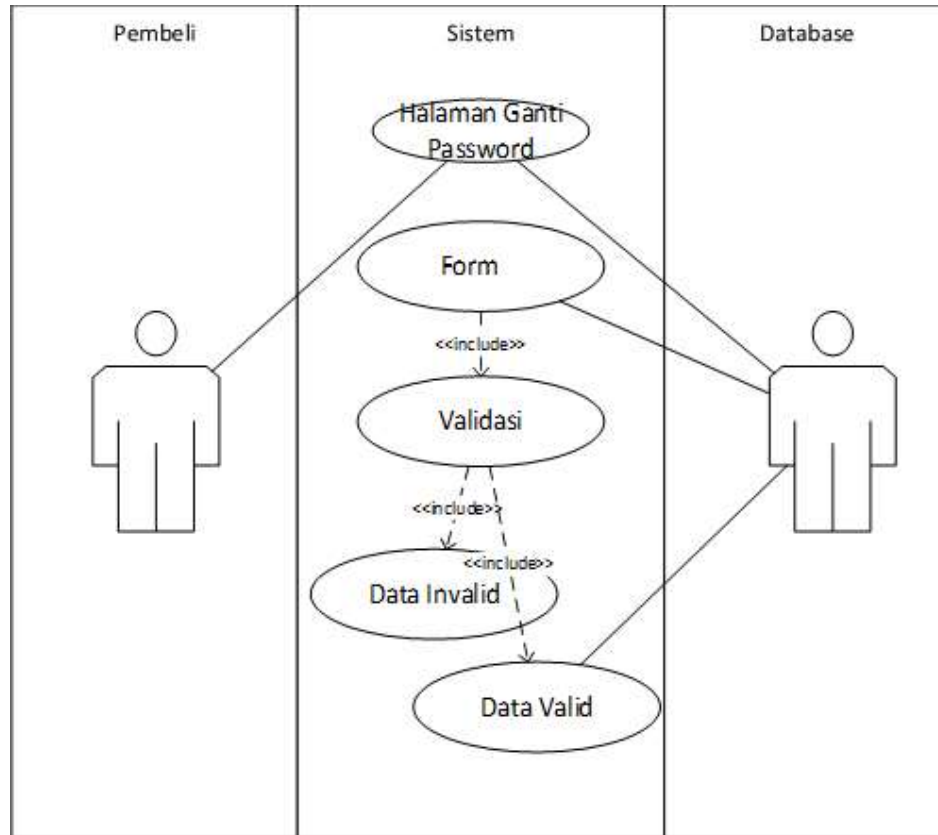 Pembeli
Sistem
Database
Halaman Ganti
Password
Form
<<include>>
Validasi
<<include>>
<<include>>
Data Invalid
Data Valid